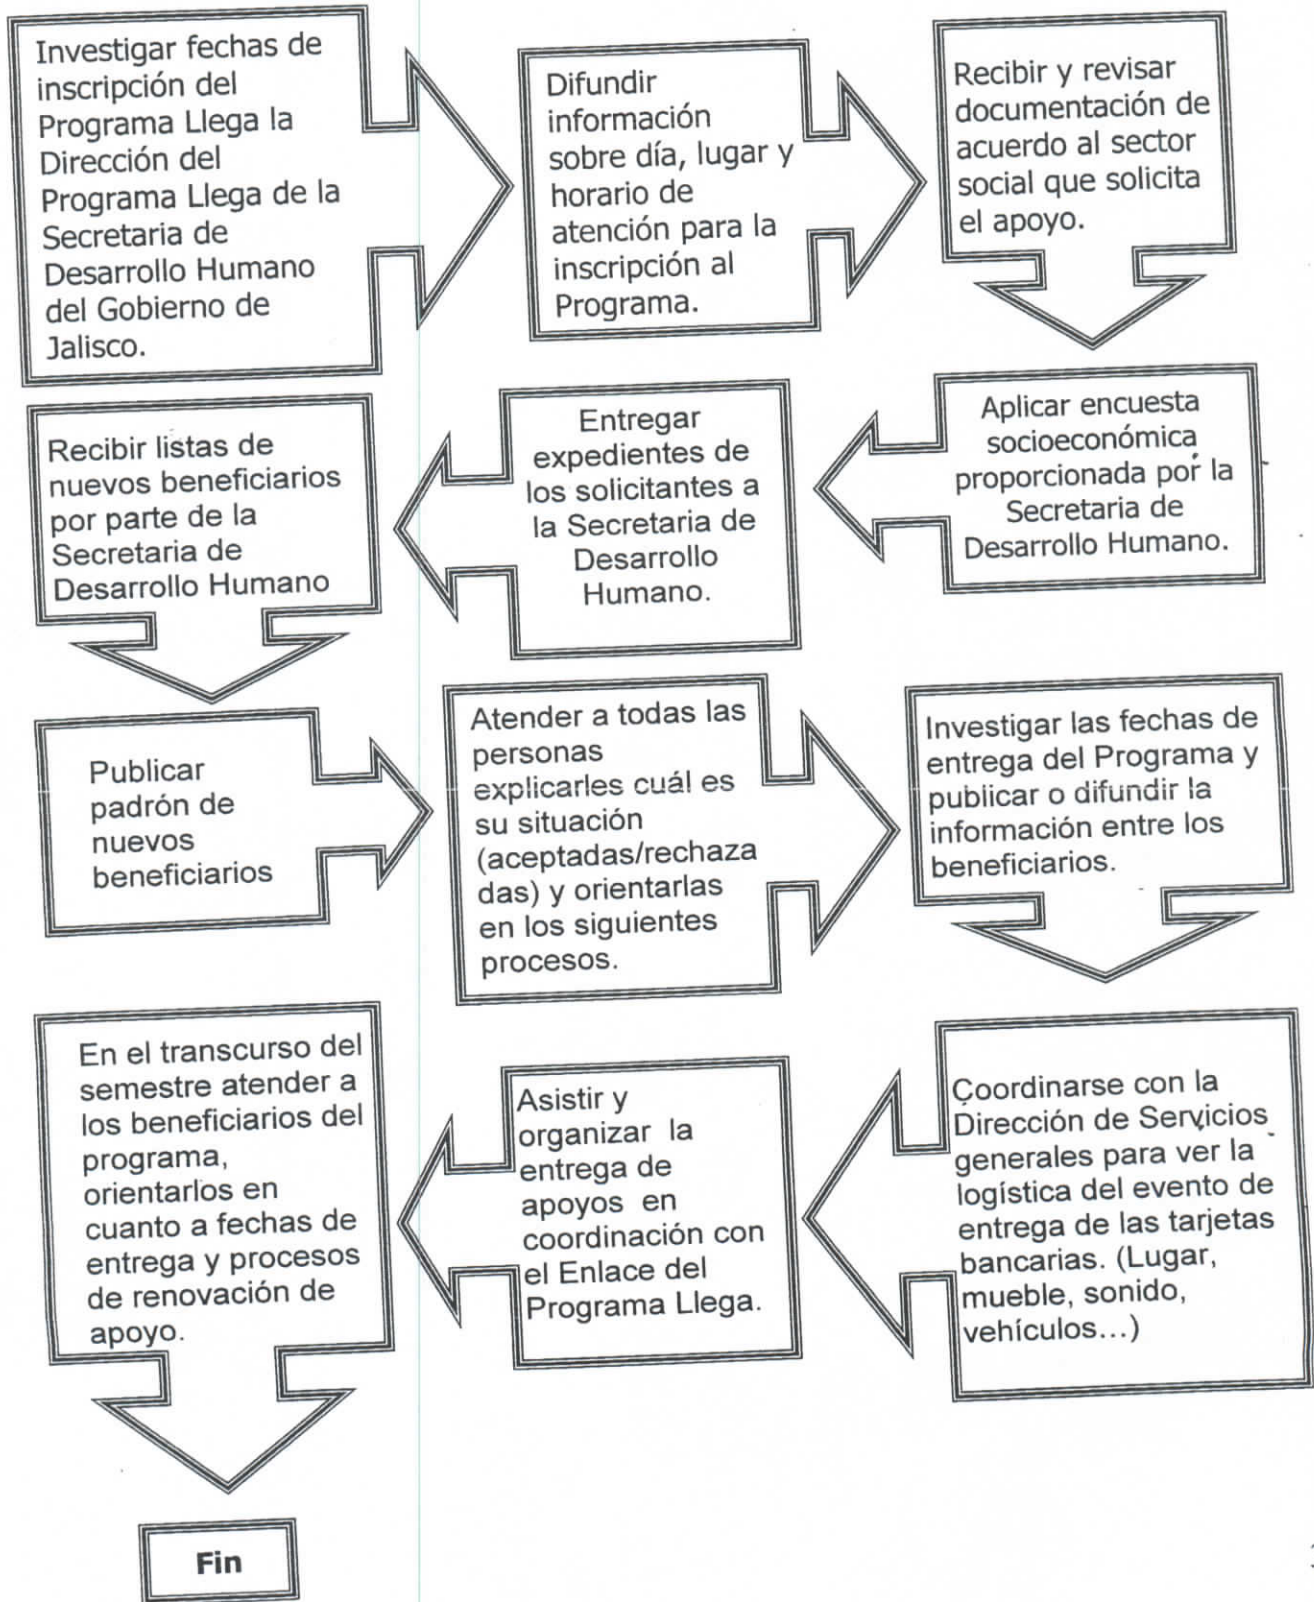 Investigar fechas de
inscripción del
Programa Llega la
Dirección del
Programa Llega de la
Secretaria de
Desarrollo Humano
del Gobierno de
Jalisco.
Difundir
información
sobre día, lugar y
horario de
atención para la
inscripción al
Programa.
Recibir y revisar
documentación de
acuerdo al sector
social que solicita
el apoyo.
Aplicar encuesta
socioeconómica
proporcionada por la
Secretaria de
Desarrollo Humano.
Entregar
expedientes de
los solicitantes a
la Secretaria de
Desarrollo
Humano.
Recibir listas de
nuevos beneficiarios
por parte de la
Secretaria de
Desarrollo Humano
Publicar
padrón de
nuevos
beneficiarios
Atender a todas las
personas
explicarles cuál es
su situación
(aceptadas/rechaza
das) y orientarlas
en los siguientes
procesos.
Investigar las fechas de
entrega del Programa y
publicar o difundir la
información entre los
beneficiarios.
Coordinarse con la
Dirección de Servicios
generales para ver la
logística del evento de
entrega de las tarjetas
bancarias. (Lugar,
mueble, sonido,
vehículos...)
Asistir y
organizar la
entrega de
apoyos en
coordinación con
el Enlace del
Programa Llega.
En el transcurso del
semestre atender a
los beneficiarios del
programa,
orientarlos en
cuanto a fechas de
entrega y procesos
de renovación de
apoyo.
Fin